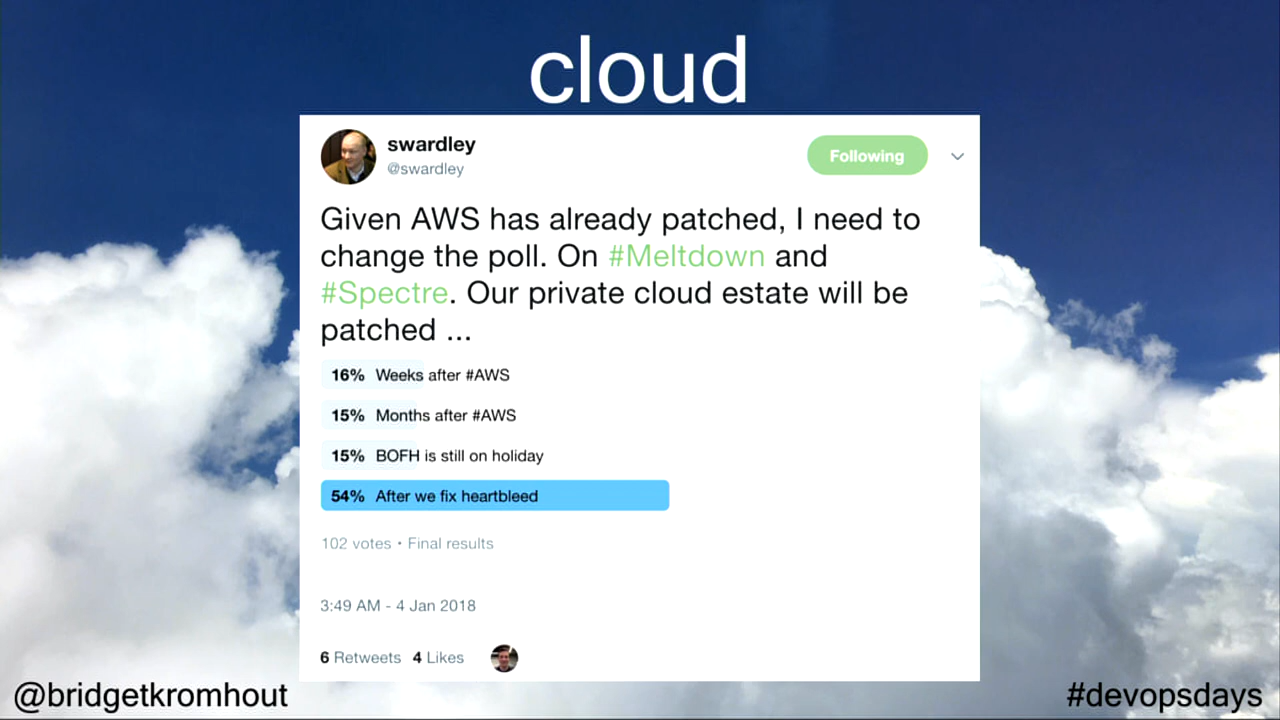 cloud
swardley
@swardley
Following
Given AWS has already patched, I need to
change the poll. On #Meltdown and
#Spectre. Our private cloud estate will be
patched ...
16% Weeks after #AWS
15% Months after #AWS
15% BOFH is still on holiday
54% After we fix heartbleed
102 votes • Final results
3:49 AM - 4 Jan 2018
6 Retweets 4 Likes
@bridgetkromhout
#devopsdays